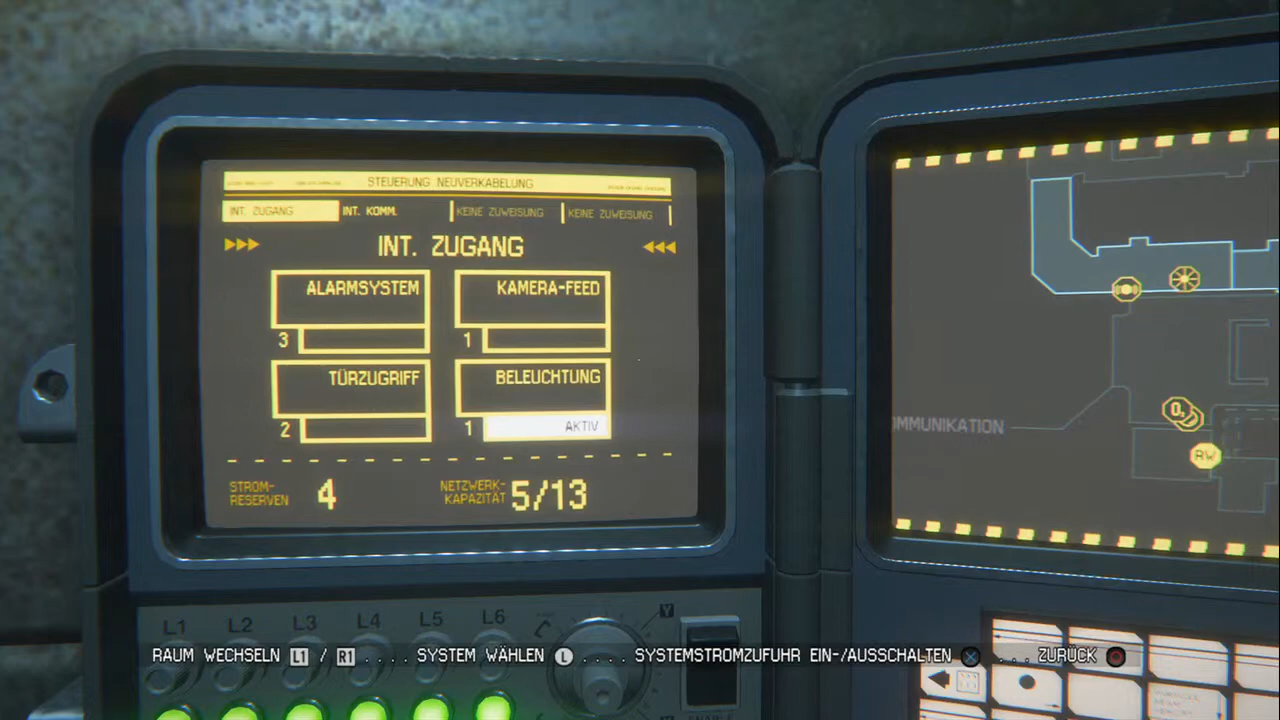 STEUERUNG NEUVERKABELUNG
INT. ZUGANG
INT. KOMM.
KEINE ZUWEISUNG
KEINE ZUWEISUNG
INT. ZUGANG
ALARMSYSTEM
3
KAMERA-FEED
1
TÜRZUGRIFF
2
BELEUCHTUNG
1 AKTIV
STROM-
RESERVEN 4
NETZWERK-
KAPAZITÄT 5/13
MMUNIKATION
RW
L1 L2 L3 L4 L5 L6
RAUM WECHSELN L1 / R1 .... SYSTEM WÄHLEN L .... SYSTEMSTROMZUFUHR EIN-/AUSSCHALTEN ... ZURÜCK